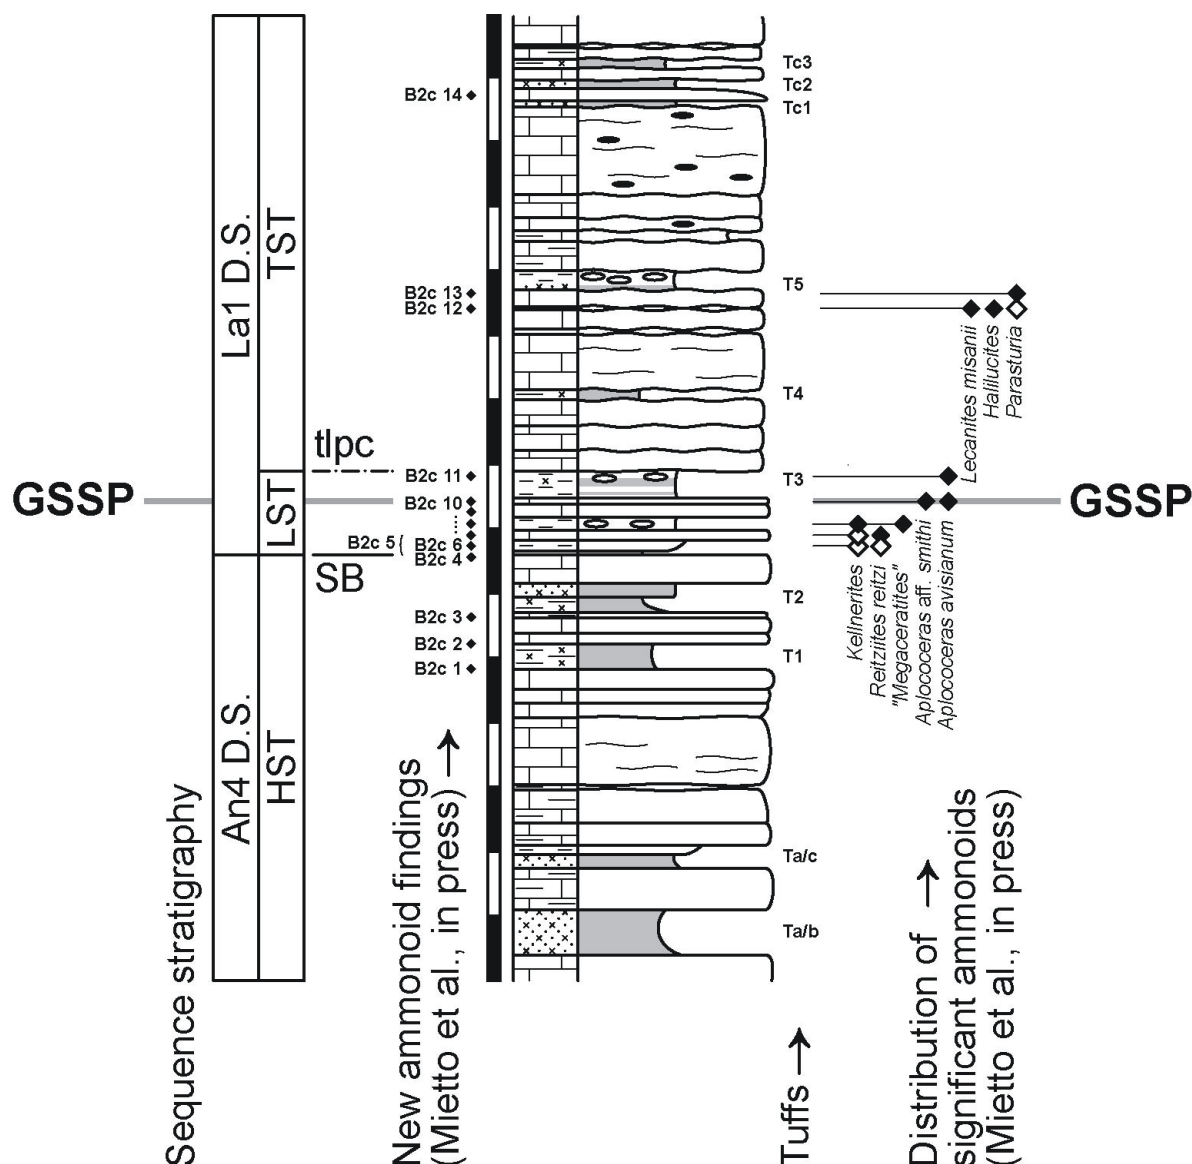 Tc3
Tc2
B2c 14
Tc1
La1 D.S.
TST
T5
B2c 13
B2c 12
Lecanites misanii
Halilucites
Parasturia
T4
tlpc
B2c 11
T3
GSSP
LST
B2c 10
GSSP
B2c 5
B2c 6
B2c 4
SB
Kellnerites
Reitziites reitzi
"Megaceratites"
Aplococeras aff. smithi
Aplococeras avisianum
T2
B2c 3
B2c 2
T1
B2c 1
An4 D.S.
HST
Ta/c
Ta/b
Sequence stratigraphy
New ammonoid findings
(Mietto et al., in press)
Tuffs
Distribution of
significant ammonoids
(Mietto et al., in press)